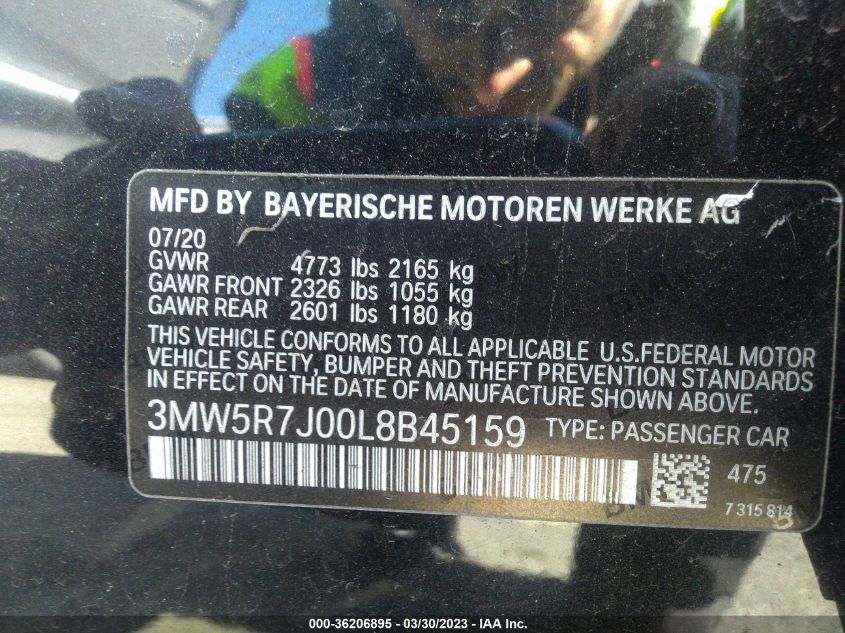 MFD BY BAYERISCHE MOTOREN WERKE AG
07/20
GVWR 4773 lbs 2165 kg
GAWR FRONT 2326 lbs 1055 kg
GAWR REAR 2601 lbs 1180 kg
THIS VEHICLE CONFORMS TO ALL APPLICABLE U.S.FEDERAL MOTOR
VEHICLE SAFETY, BUMPER AND THEFT PREVENTION STANDARDS
IN EFFECT ON THE DATE OF MANUFACTURE SHOWN ABOVE.
3MW5R7J00L8B45159 TYPE: PASSENGER CAR
475
7 315 814
000-36206895 - 03/30/2023 - IAA Inc.